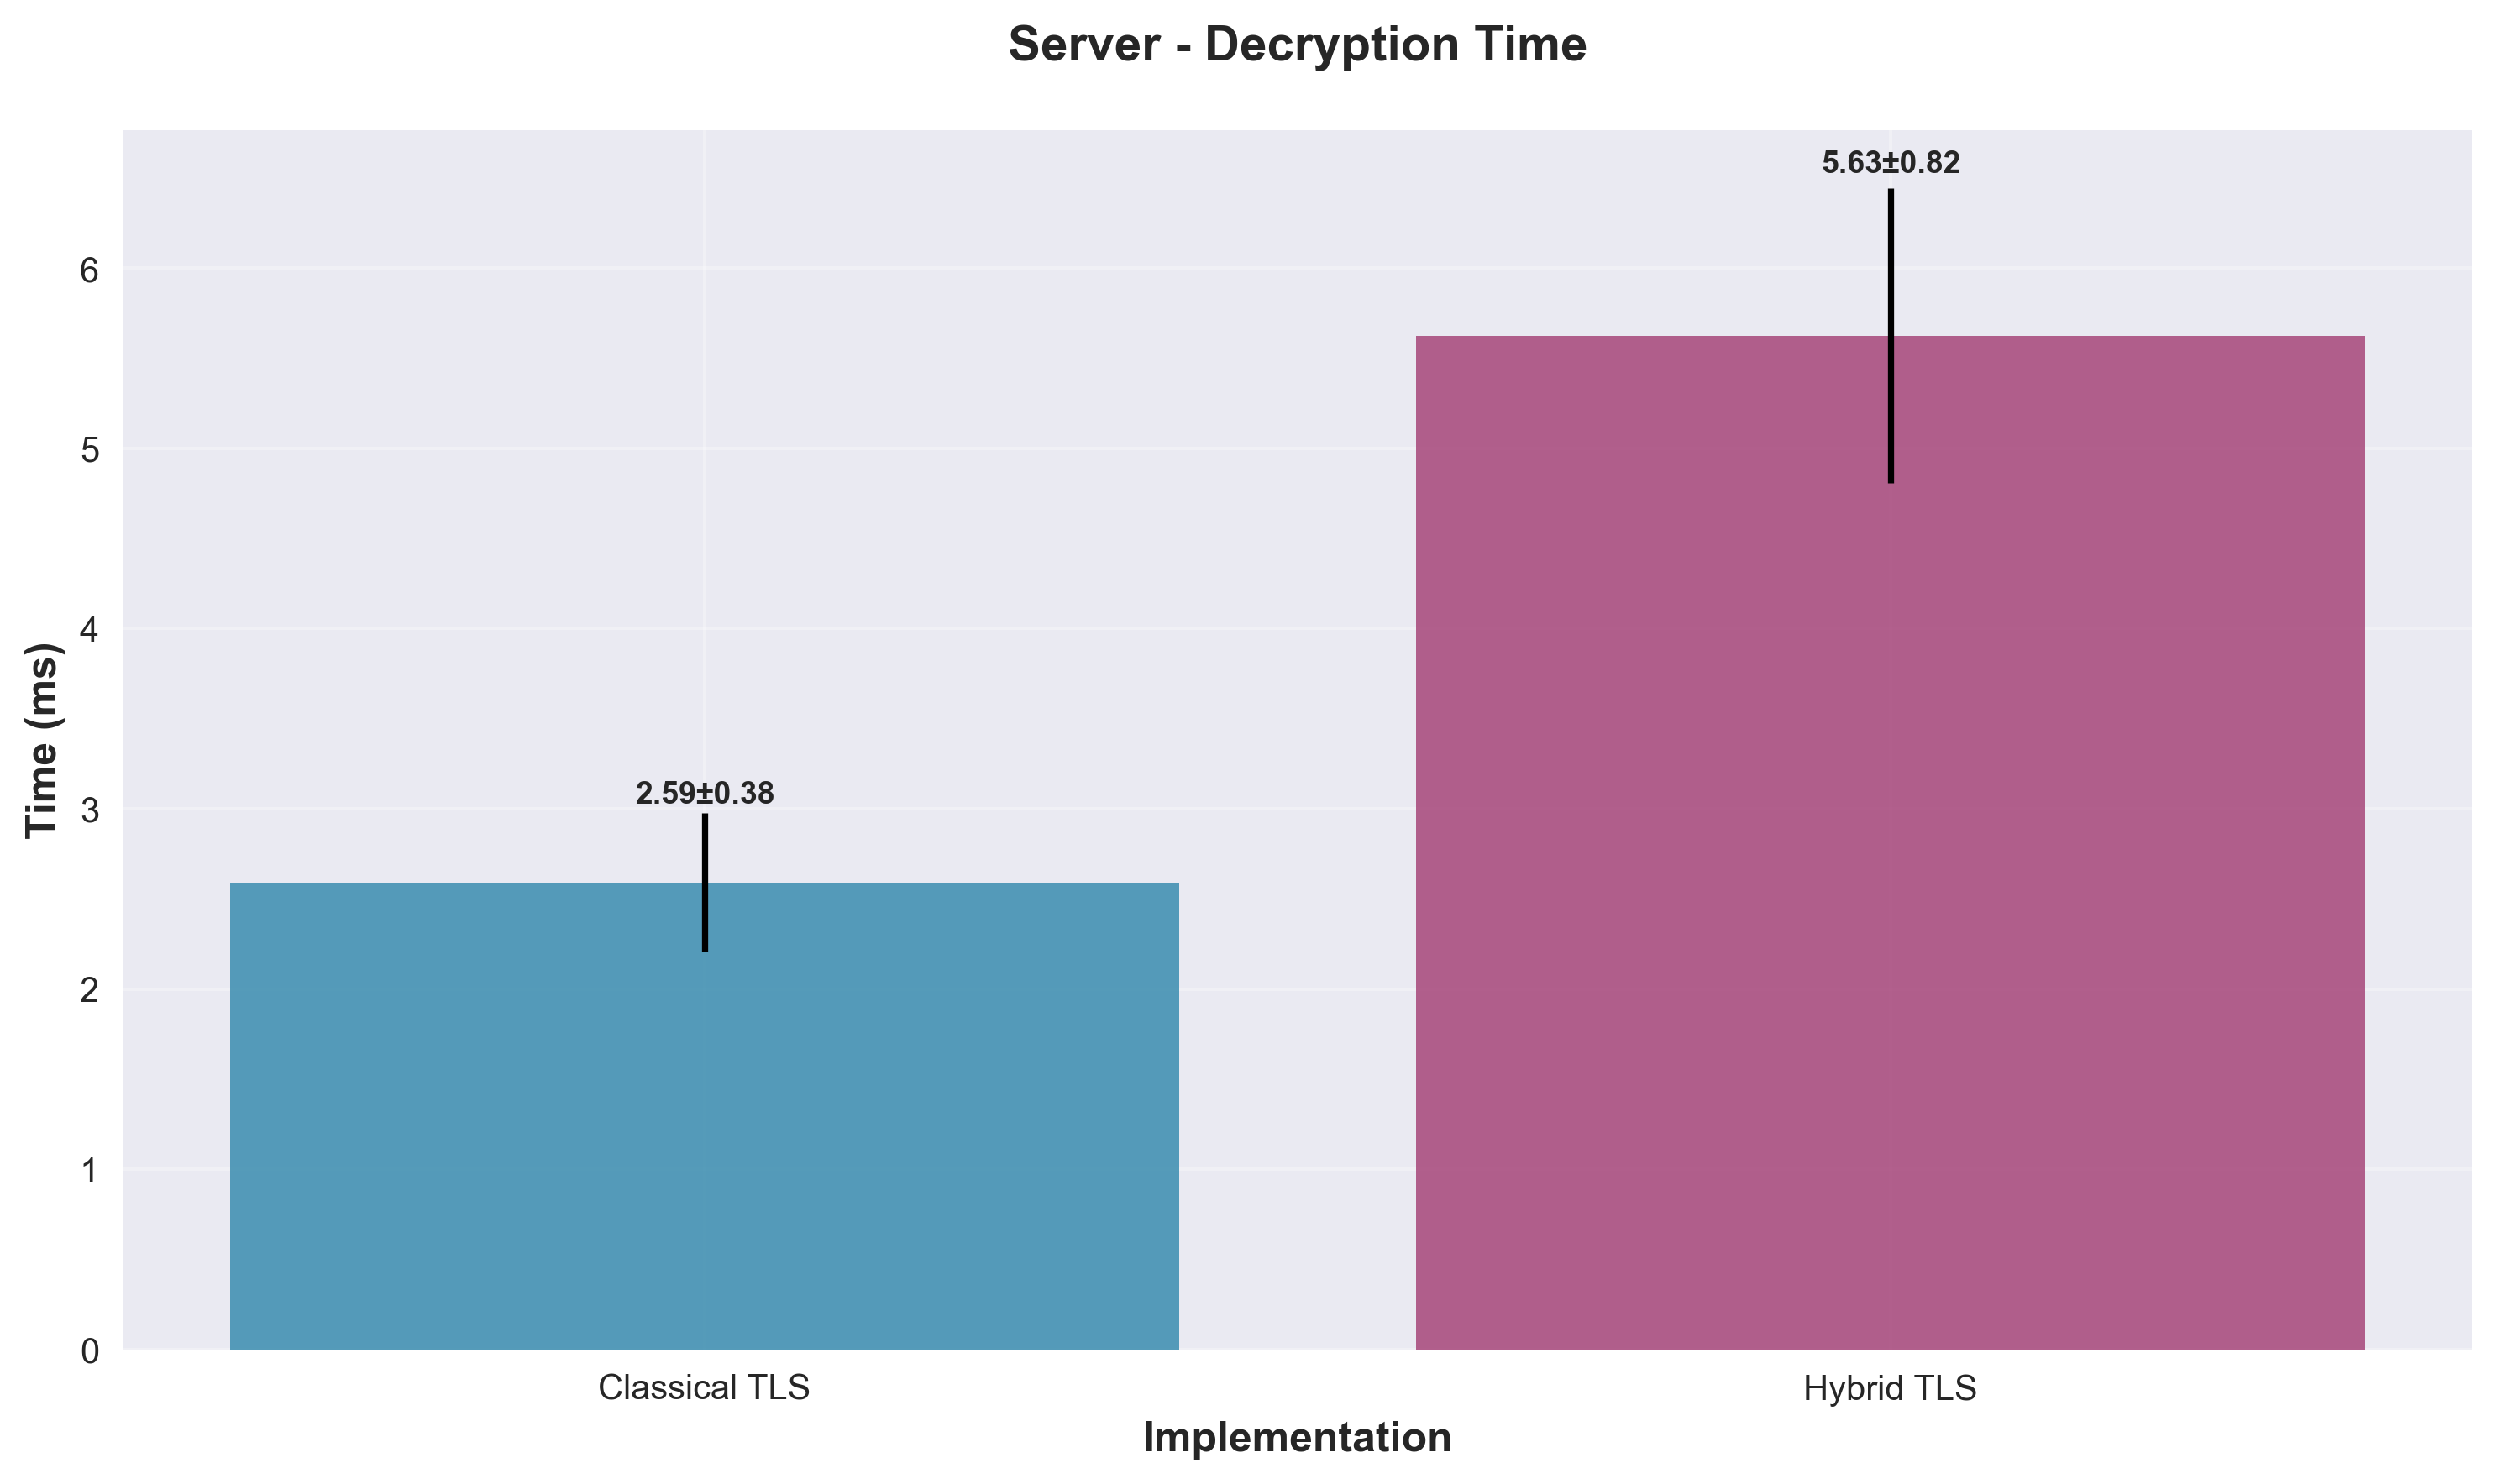 Server - Decryption Time
5.63±0.82
6
5
4
Time (ms)
2.59±0.38
3
2
1
0
Classical TLS
Hybrid TLS
Implementation